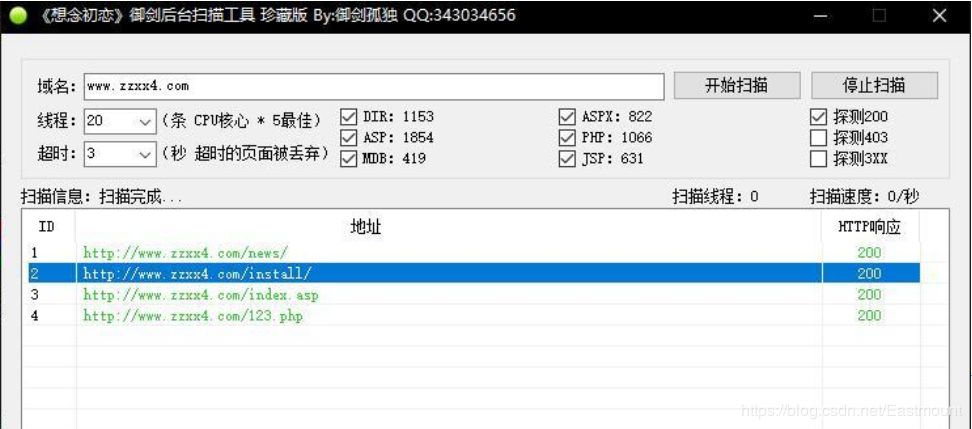 《想念初恋》御剑后台扫描工具 珍藏版 By:御剑孤独 QQ:343034656
域名: www.zzxx4.com 开始扫描 停止扫描
线程: 20 (条 CPU核心 * 5最佳) DIR: 1153 ASPX: 822 探测200
ASP: 1854 PHP: 1066 探测403
超时: 3 (秒 超时的页面被丢弃) MDB: 419 JSP: 631 探测3XX
扫描信息: 扫描完成... 扫描线程: 0 扫描速度: 0/秒
ID 地址 HTTP响应
1 http://www.zzxx4.com/news/ 200
2 http://www.zzxx4.com/install/ 200
3 http://www.zzxx4.com/index.asp 200
4 http://www.zzxx4.com/123.php 200
https://blog.csdn.net/Eastmount